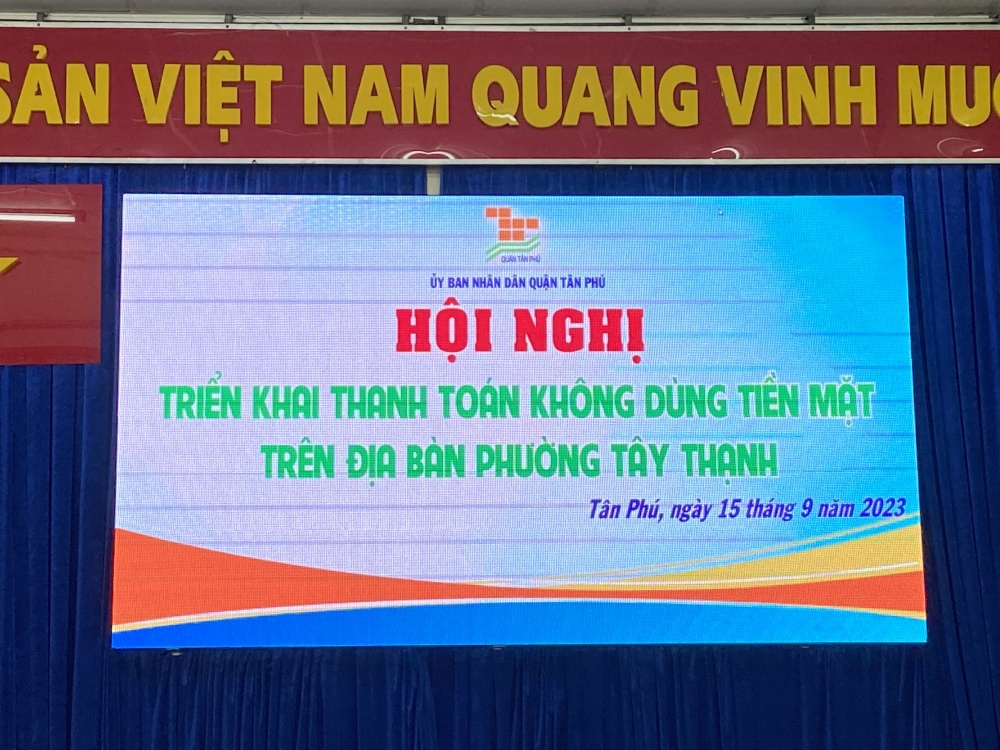 SẢN VIỆT NAM QUANG VINH MUÔ
QUẬN TÂN PHÚ
ỦY BAN NHÂN DÂN QUẬN TÂN PHÚ
HỘI NGHỊ
TRIỂN KHAI THANH TOÁN KHÔNG DÙNG TIỀN MẶT
TRÊN ĐỊA BÀN PHƯỜNG TÂY THẠNH
Tân Phú, ngày 15 tháng 9 năm 2023